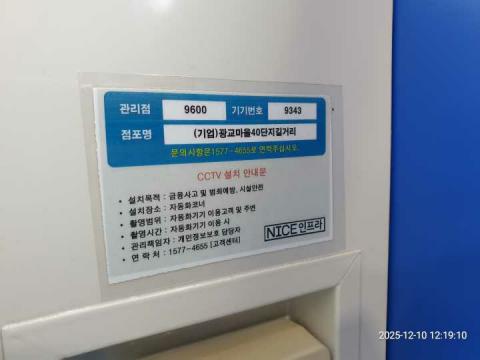 관리점 9600 기기번호 9343
점포명 (기업)광교마을40단지길거리
문의사항은1577-4655로 연락주십시오.
CCTV 설치 안내문
• 설치목적 : 금융사고 및 범죄예방, 시설안전
• 설치장소 : 자동화코너
• 촬영범위 : 자동화기기 이용고객 및 주변
• 촬영시간 : 자동화기기 이용 시
• 관리책임자 : 개인정보보호 담당자
• 연 락 처 : 1577-4655 [고객센터]
NICE인프라
2025-12-10 12:19:10